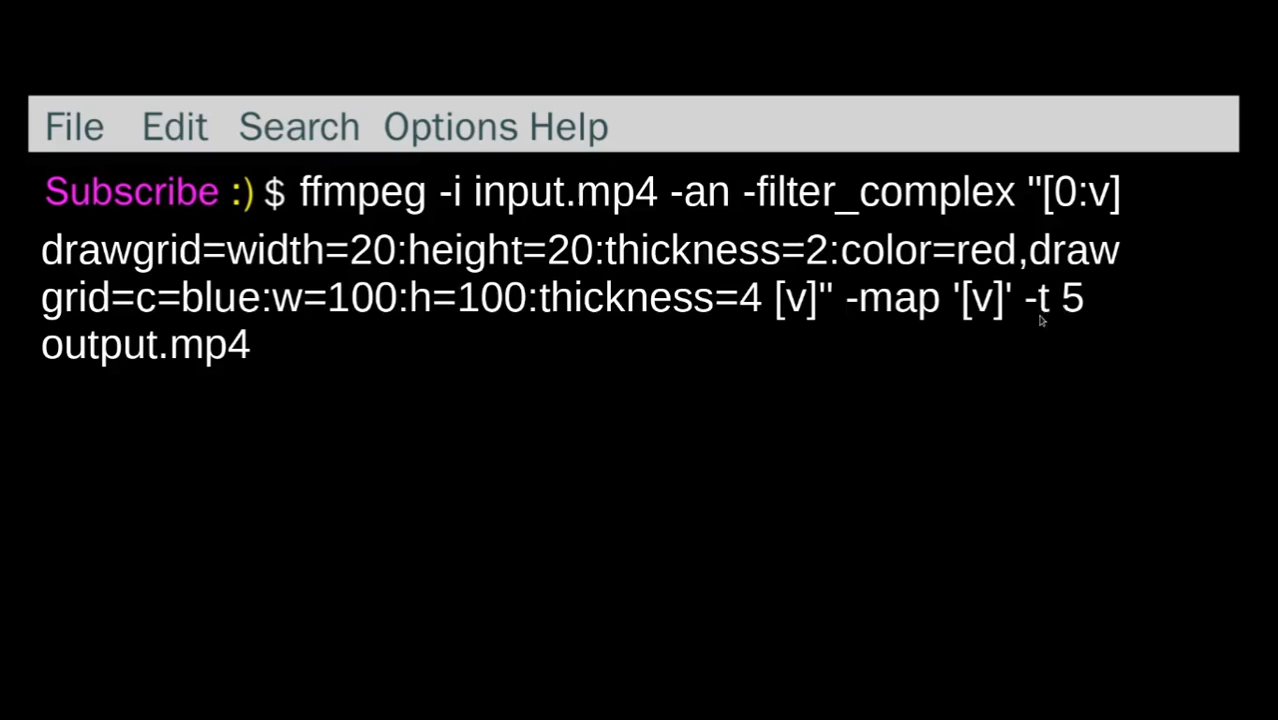 File Edit Search Options Help
Subscribe :) $ ffmpeg -i input.mp4 -an -filter_complex "[0:v]
drawgrid=width=20:height=20:thickness=2:color=red,draw
grid=c=blue:w=100:h=100:thickness=4 [v]" -map '[v]' -t 5
output.mp4